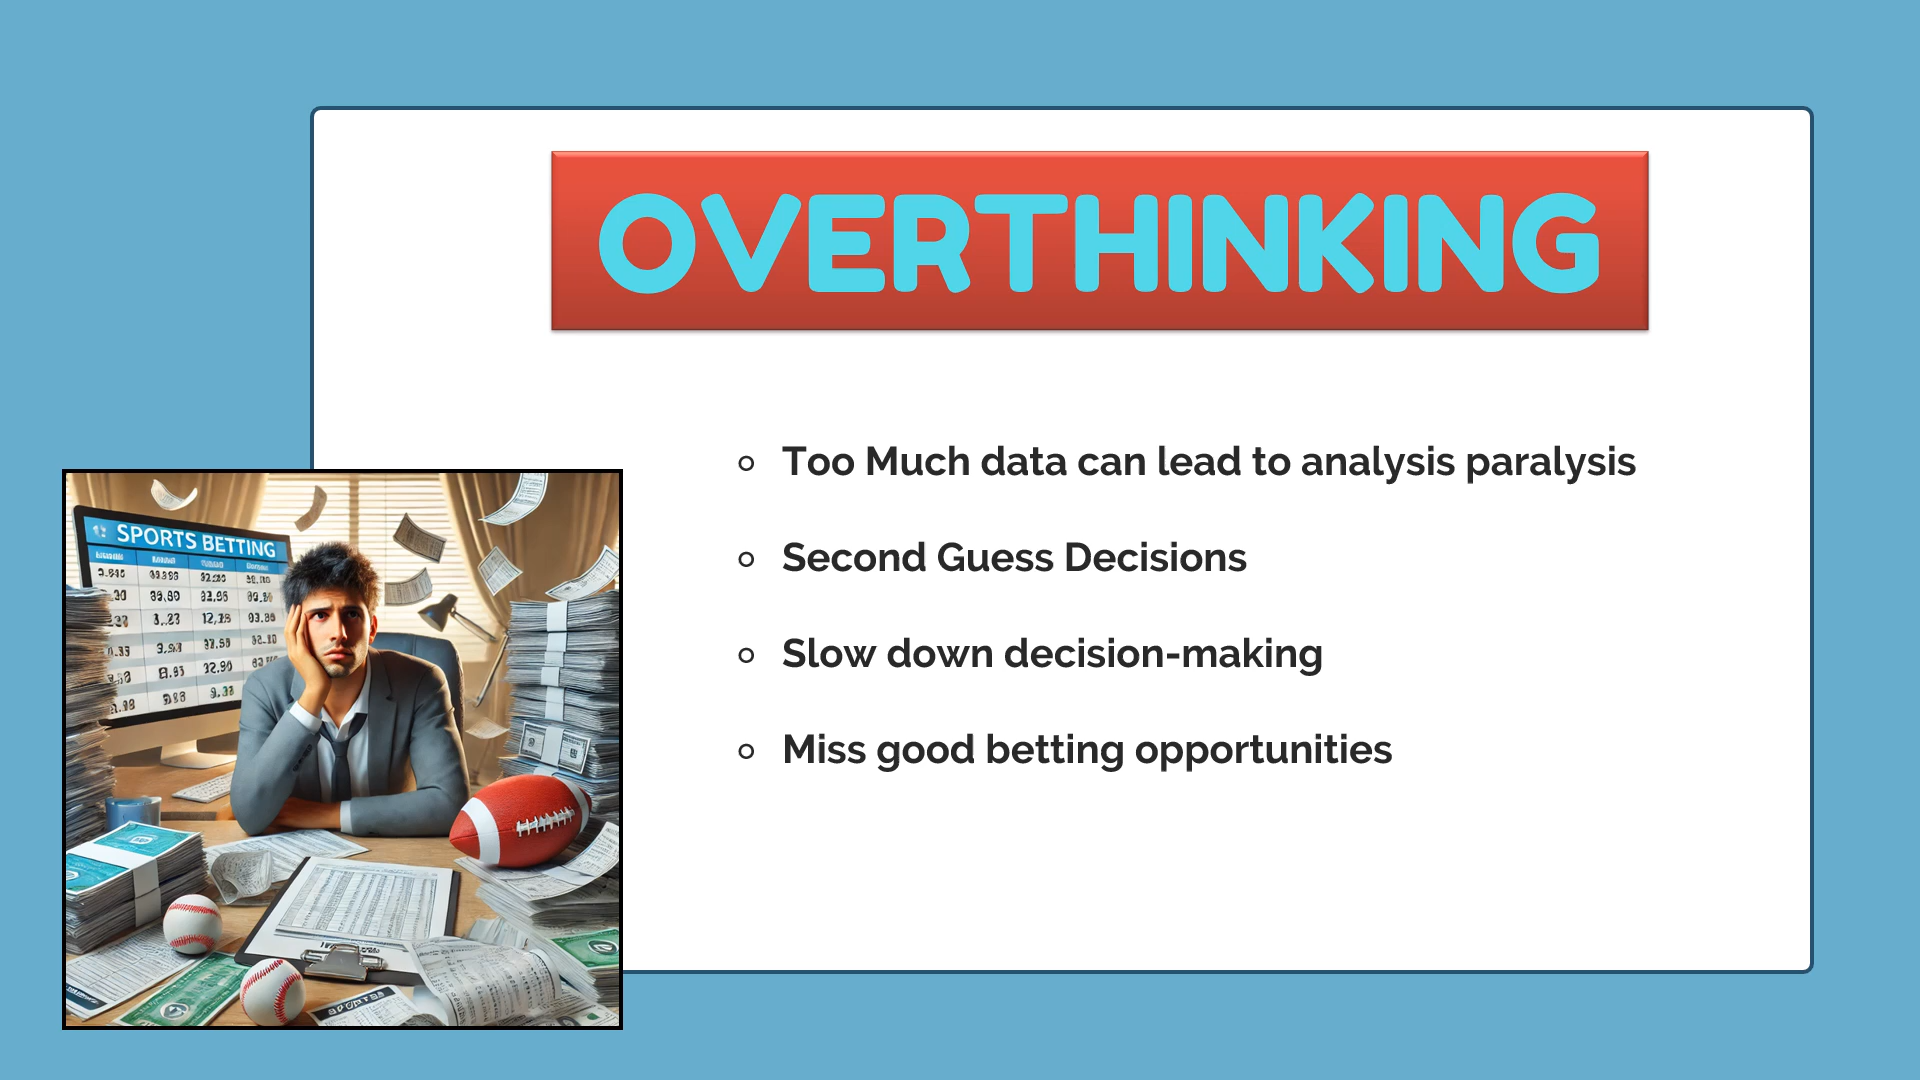 OVERTHINKING
Too Much data can lead to analysis paralysis
Second Guess Decisions
Slow down decision-making
Miss good betting opportunities
SPORTS BETTING